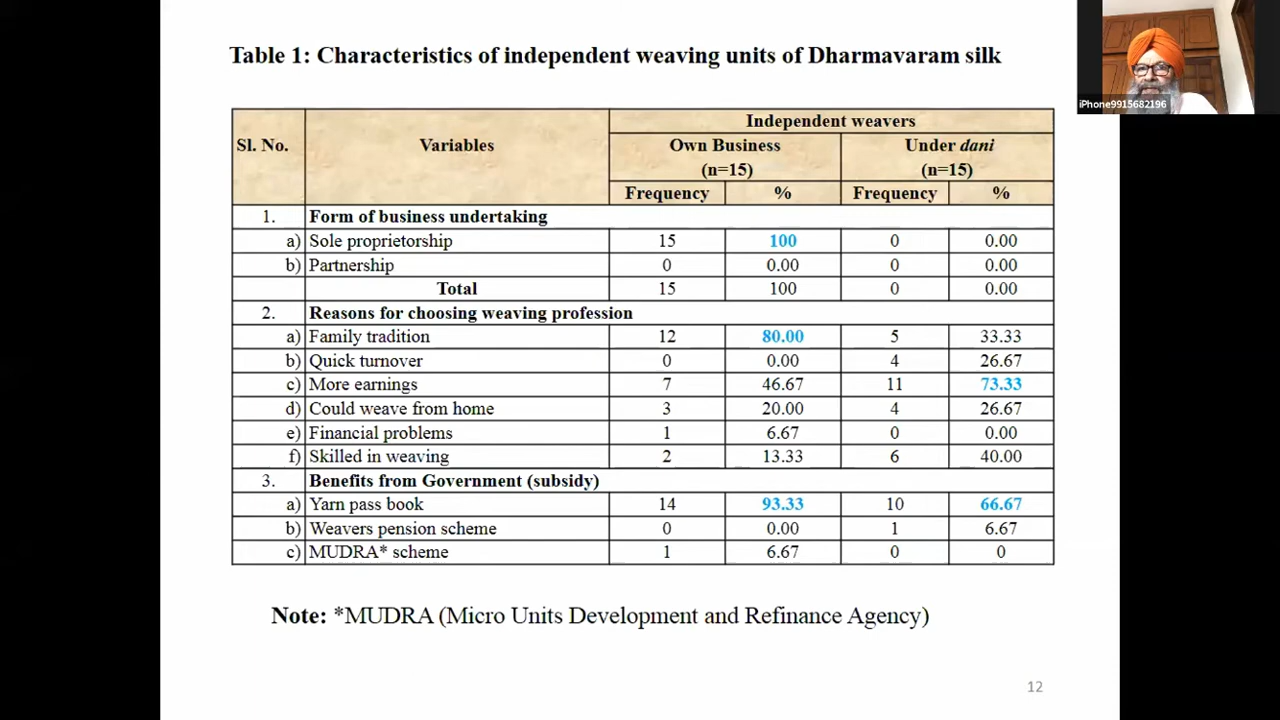 Table 1: Characteristics of independent weaving units of Dharmavaram silk
iPhone9915682196
Sl. No. Variables Independent weavers
Own Business (n=15) Under dani (n=15)
Frequency % Frequency %
1. Form of business undertaking
a) Sole proprietorship 15 100 0 0.00
b) Partnership 0 0.00 0 0.00
Total 15 100 0 0.00
2. Reasons for choosing weaving profession
a) Family tradition 12 80.00 5 33.33
b) Quick turnover 0 0.00 4 26.67
c) More earnings 7 46.67 11 73.33
d) Could weave from home 3 20.00 4 26.67
e) Financial problems 1 6.67 0 0.00
f) Skilled in weaving 2 13.33 6 40.00
3. Benefits from Government (subsidy)
a) Yarn pass book 14 93.33 10 66.67
b) Weavers pension scheme 0 0.00 1 6.67
c) MUDRA* scheme 1 6.67 0 0
Note: *MUDRA (Micro Units Development and Refinance Agency)
12